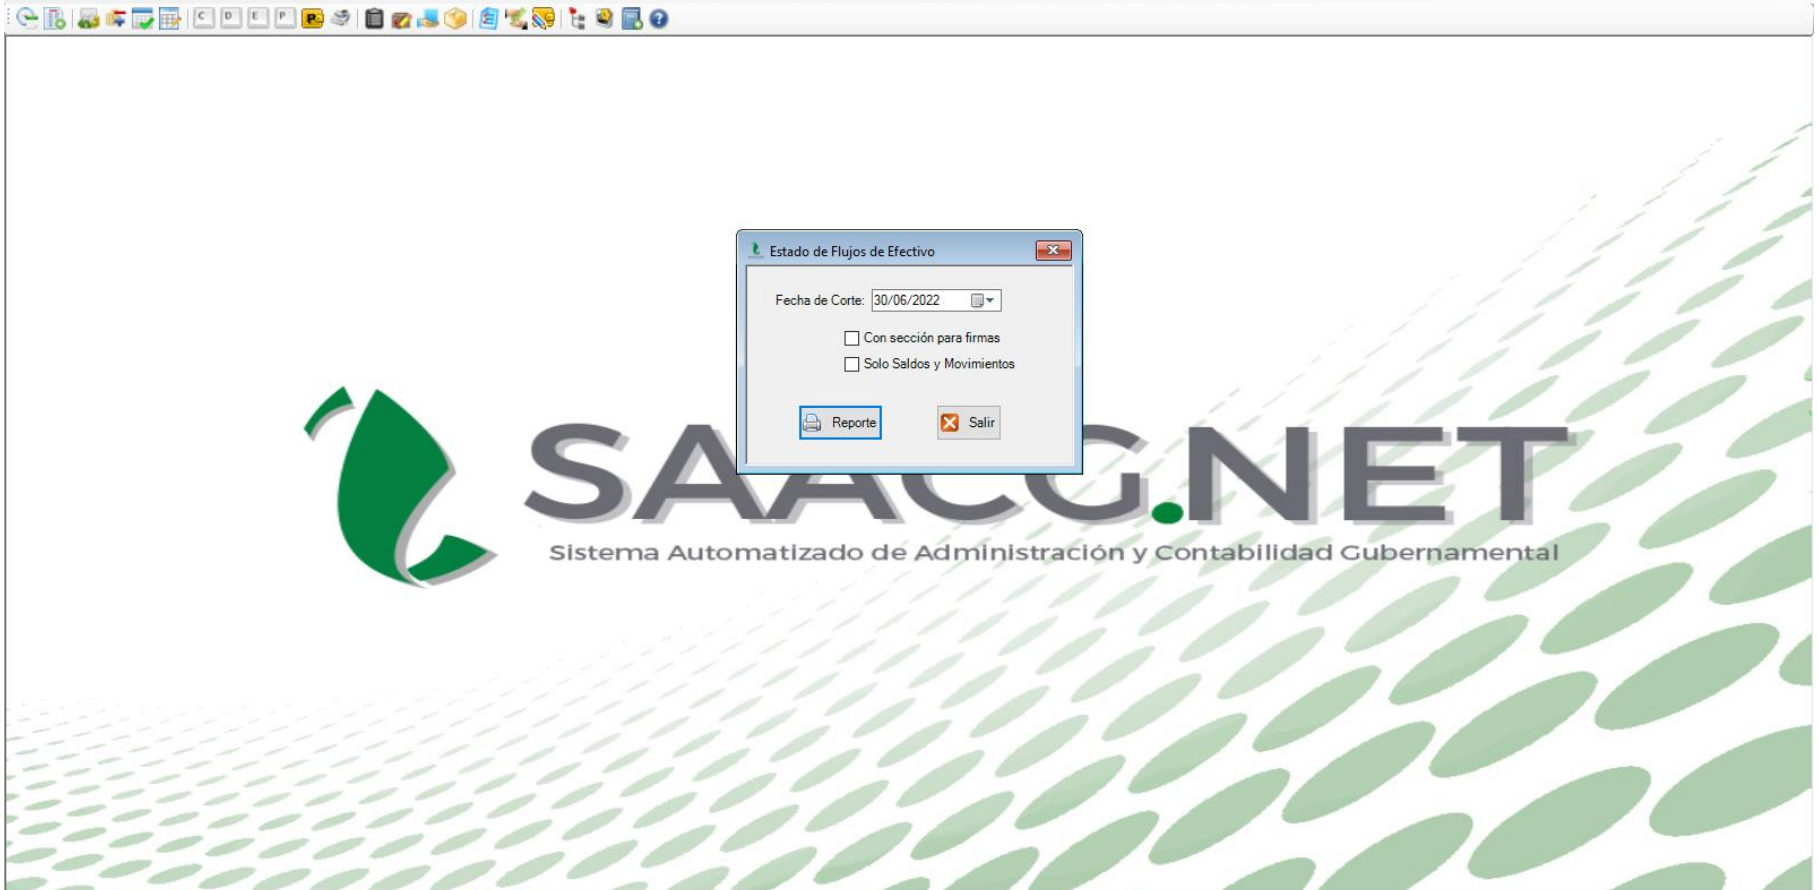 C D E P P
Estado de Flujos de Efectivo
Fecha de Corte: 30/06/2022
Con sección para firmas
Solo Saldos y Movimientos
Reporte Salir
SAACG.NET
Sistema Automatizado de Administración y Contabilidad Gubernamental